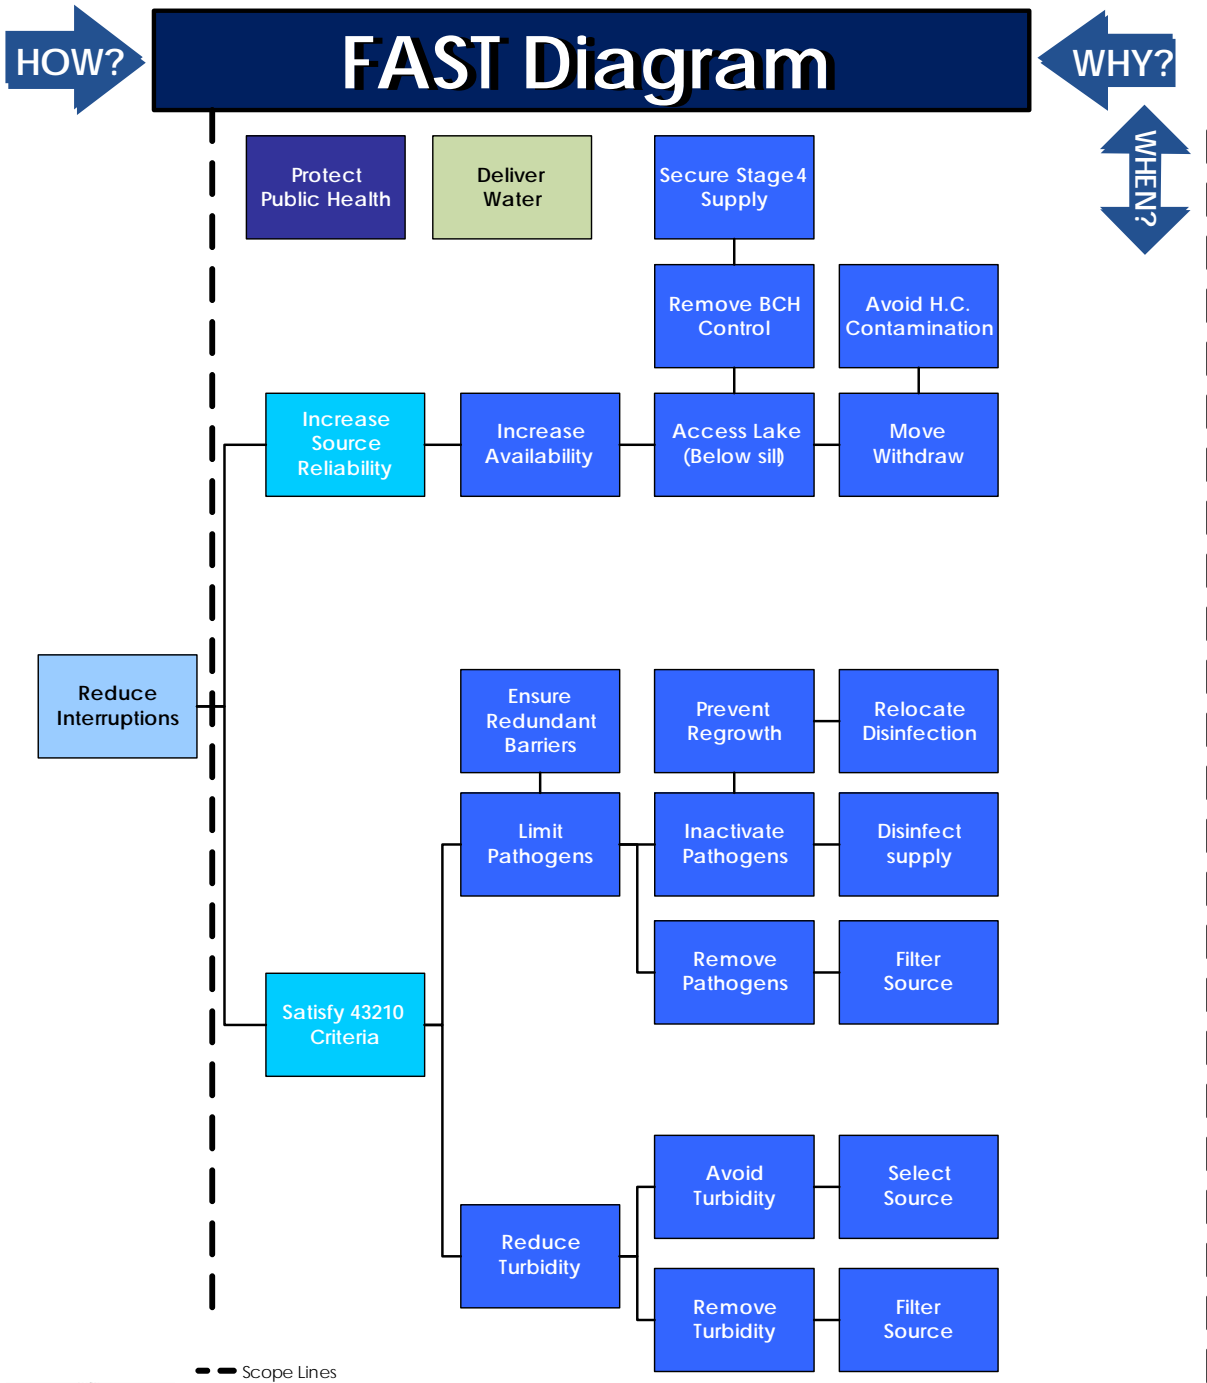 HOW?
FAST Diagram
WHY?
WHEN?
Protect
Public Health
Deliver
Water
Secure Stage 4
Supply
Remove BCH
Control
Avoid H.C.
Contamination
Increase
Source
Reliability
Increase
Availability
Access Lake
(Below sill)
Move
Withdraw
Reduce
Interruptions
Ensure
Redundant
Barriers
Prevent
Regrowth
Relocate
Disinfection
Limit
Pathogens
Inactivate
Pathogens
Disinfect
supply
Remove
Pathogens
Filter
Source
Satisfy 43210
Criteria
Avoid
Turbidity
Select
Source
Reduce
Turbidity
Remove
Turbidity
Filter
Source
Scope Lines